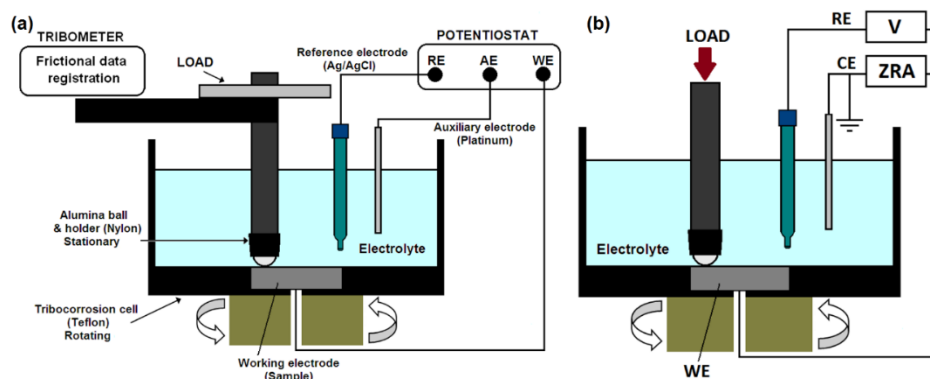 (a)
TRIBOMETER
Frictional data
registration
LOAD
Reference electrode
(Ag/AgCl)
POTENTIOSTAT
RE AE WE
Auxiliary electrode
(Platinum)
Alumina ball
& holder (Nylon)
Stationary
Electrolyte
Tribocorrosion cell
(Teflon)
Rotating
Working electrode
(Sample)
(b)
LOAD
RE
V
CE
ZRA
Electrolyte
WE